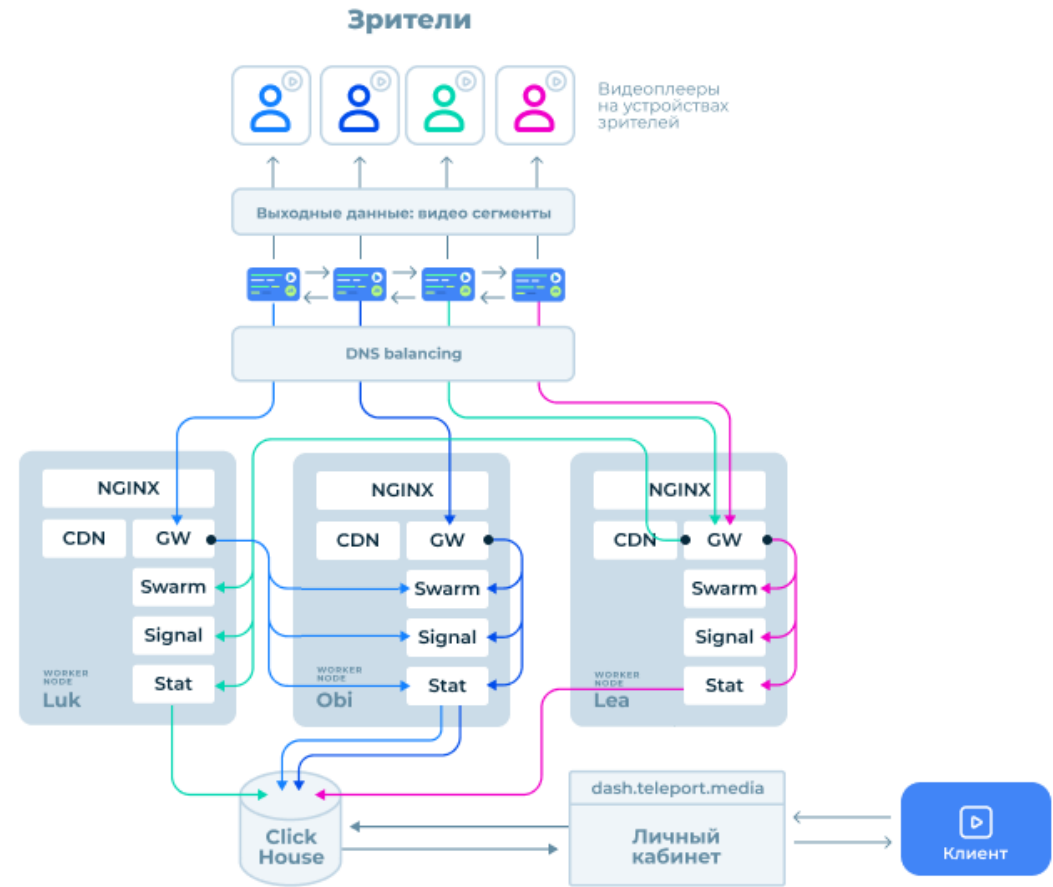 Зрители
Видеоплееры
на устройствах
зрителей
Выходные данные: видео сегменты
DNS balancing
NGINX
CDN
GW
Swarm
Signal
Stat
WORKER
NODE
Luk
NGINX
CDN
GW
Swarm
Signal
Stat
WORKER
NODE
Obi
NGINX
CDN
GW
Swarm
Signal
Stat
WORKER
NODE
Lea
Click
House
dash.teleport.media
Личный
кабинет
Клиент